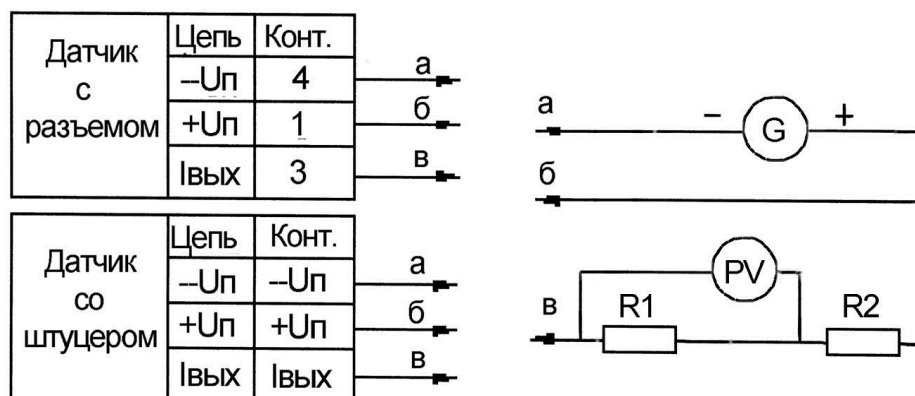 Датчик
с
разъемом
Цепь Конт.
--Uп 4
+Uп 1
Iвых 3
а
б
в
Датчик
со
штуцером
Цепь Конт.
--Uп --Uп
+Uп +Uп
Iвых Iвых
а
б
в
а - G +
б
PV
в R1 R2